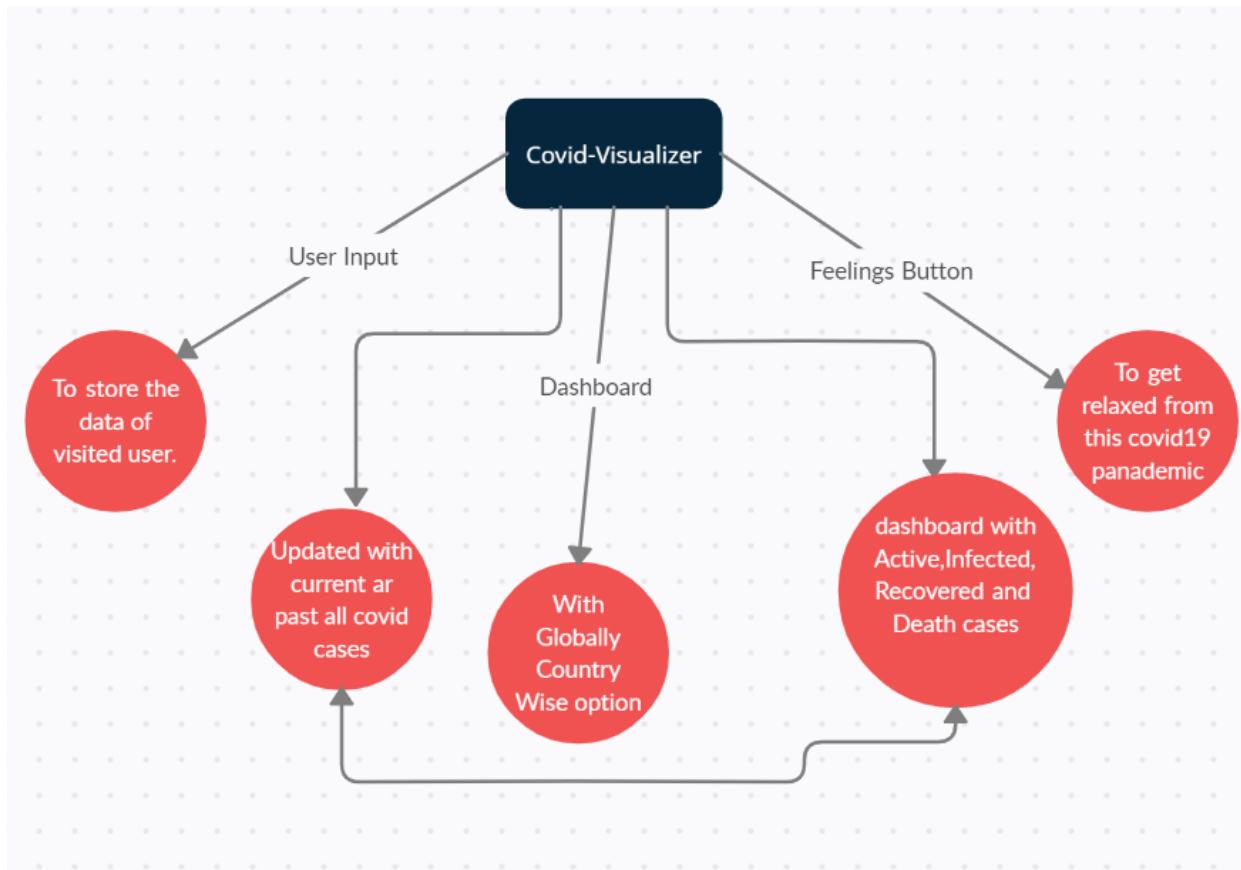 Covid-Visualizer
User Input
Feelings Button
Dashboard
To store the
data of
visited user.
Updated with
current ar
past all covid
cases
With
Globally
Country
Wise option
dashboard with
Active,Infected,
Recovered and
Death cases
To get
relaxed from
this covid19
panademic